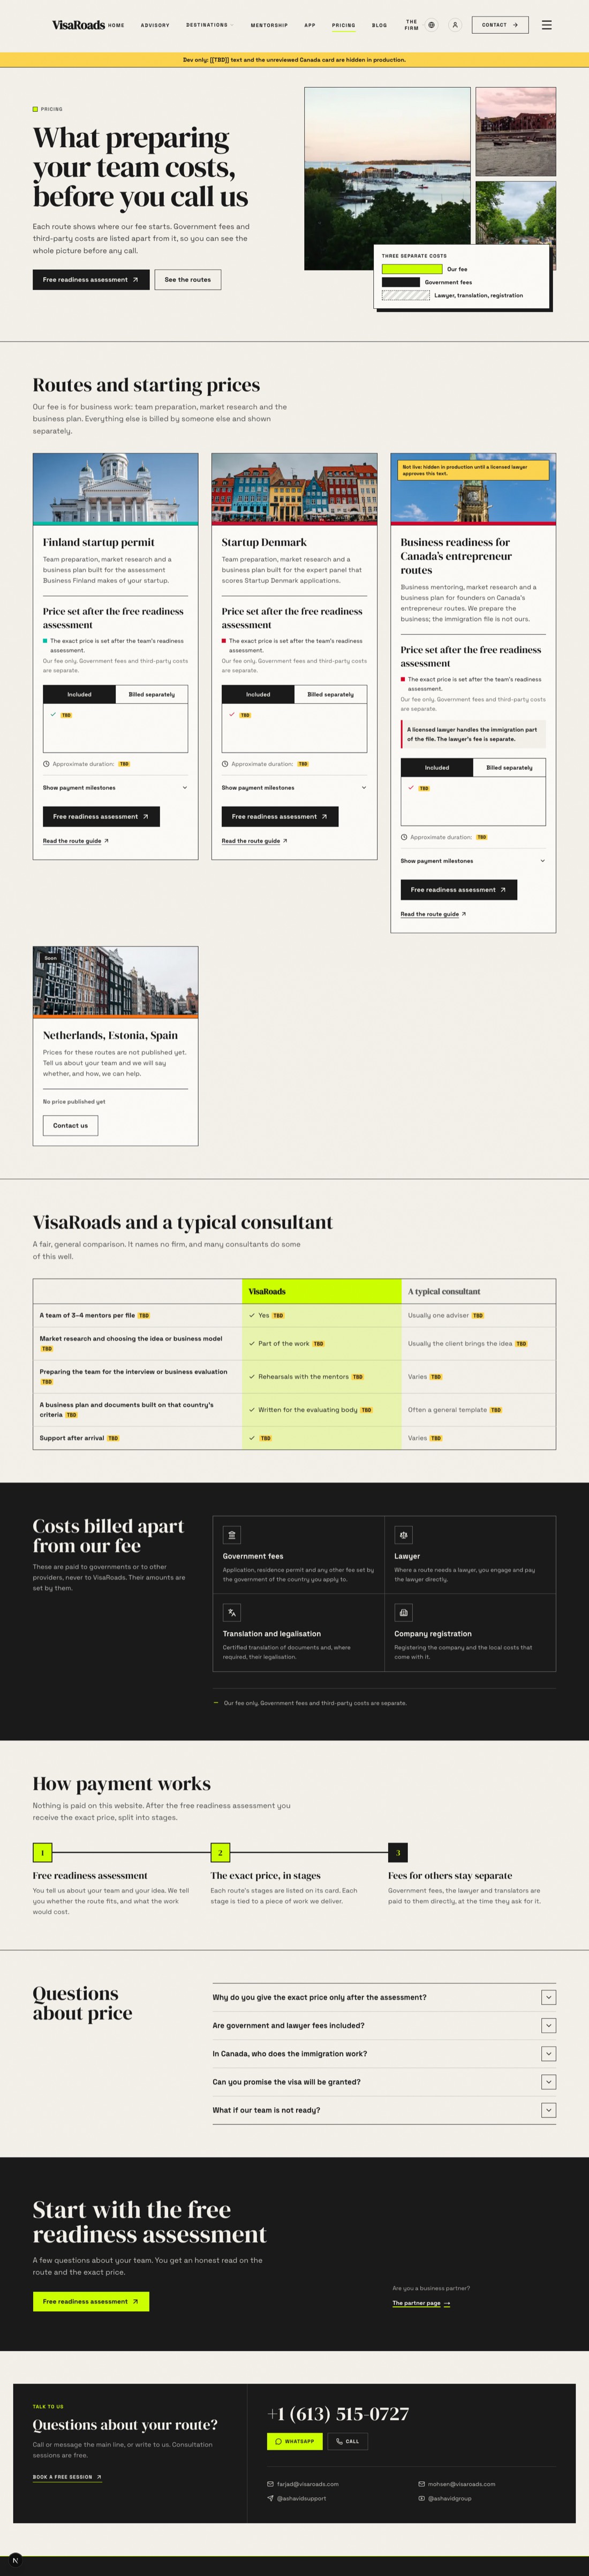 VisaRoads HOME ADVISORY DESTINATIONS MENTORSHIP APP PRICING BLOG THE FIRM CONTACT
Dev only: [[TBD]] text and the unreviewed Canada card are hidden in production.
PRICING
What preparing
your team costs,
before you call us
Each route shows where our fee starts. Government fees and
third-party costs are listed apart from it, so you can see the
whole picture before any call.
Free readiness assessment
See the routes
THREE SEPARATE COSTS
Our fee
Government fees
Lawyer, translation, registration
Routes and starting prices
Our fee is for business work: team preparation, market research and the
business plan. Everything else is billed by someone else and shown
separately.
Finland startup permit
Team preparation, market research and a
business plan built for the assessment
Business Finland makes of your startup.
Price set after the free readiness
assessment
The exact price is set after the team's readiness
assessment.
Our fee only. Government fees and third-party costs
are separate.
Included
Billed separately
TBD
Approximate duration: TBD
Show payment milestones
Free readiness assessment
Read the route guide
Startup Denmark
Team preparation, market research and a
business plan built for the expert panel that
scores Startup Denmark applications.
Price set after the free readiness
assessment
The exact price is set after the team's readiness
assessment.
Our fee only. Government fees and third-party costs
are separate.
Included
Billed separately
TBD
Approximate duration: TBD
Show payment milestones
Free readiness assessment
Read the route guide
Not live: hidden in production until a licensed lawyer
approves this text.
Business readiness for
Canada's entrepreneur
routes
Business mentoring, market research and a
business plan for founders on Canada's
entrepreneur routes. We prepare the
business; the immigration file is not ours.
Price set after the free readiness
assessment
The exact price is set after the team's readiness
assessment.
Our fee only. Government fees and third-party costs
are separate.
A licensed lawyer handles the immigration part
of the file. The lawyer's fee is separate.
Included
Billed separately
TBD
Approximate duration: TBD
Show payment milestones
Free readiness assessment
Read the route guide
Soon
Netherlands, Estonia, Spain
Prices for these routes are not published yet.
Tell us about your team and we will say
whether, and how, we can help.
No price published yet
Contact us
VisaRoads and a typical consultant
A fair, general comparison. It names no firm, and many consultants do some
of this well.
VisaRoads
A typical consultant
A team of 3–4 mentors per file TBD
Yes TBD
Usually one adviser TBD
Market research and choosing the idea or business model
TBD
Part of the work TBD
Usually the client brings the idea TBD
Preparing the team for the interview or business evaluation
TBD
Rehearsals with the mentors TBD
Varies TBD
A business plan and documents built on that country's
criteria TBD
Written for the evaluating body TBD
Often a general template TBD
Support after arrival TBD
TBD
Varies TBD
Costs billed apart
from our fee
These are paid to governments or to other
providers, never to VisaRoads. Their amounts are
set by them.
Government fees
Application, residence permit and any other fee set by
the government of the country you apply to.
Lawyer
Where a route needs a lawyer, you engage and pay
the lawyer directly.
Translation and legalisation
Certified translation of documents and, where
required, their legalisation.
Company registration
Registering the company and the local costs that
come with it.
Our fee only. Government fees and third-party costs are separate.
How payment works
Nothing is paid on this website. After the free readiness assessment you
receive the exact price, split into stages.
1
Free readiness assessment
You tell us about your team and your idea. We tell
you whether the route fits, and what the work
would cost.
2
The exact price, in stages
Each route's stages are listed on its card. Each
stage is tied to a piece of work we deliver.
3
Fees for others stay separate
Government fees, the lawyer and translators are
paid to them directly, at the time they ask for it.
Questions
about price
Why do you give the exact price only after the assessment?
Are government and lawyer fees included?
In Canada, who does the immigration work?
Can you promise the visa will be granted?
What if our team is not ready?
Start with the free
readiness assessment
A few questions about your team. You get an honest read on the
route and the exact price.
Free readiness assessment
Are you a business partner?
The partner page
TALK TO US
Questions about your route?
Call or message the main line, or write to us. Consultation
sessions are free.
BOOK A FREE SESSION
+1 (613) 515-0727
WHATSAPP
CALL
farjad@visaroads.com
mohsen@visaroads.com
@ashavidsupport
@ashavidgroup
N